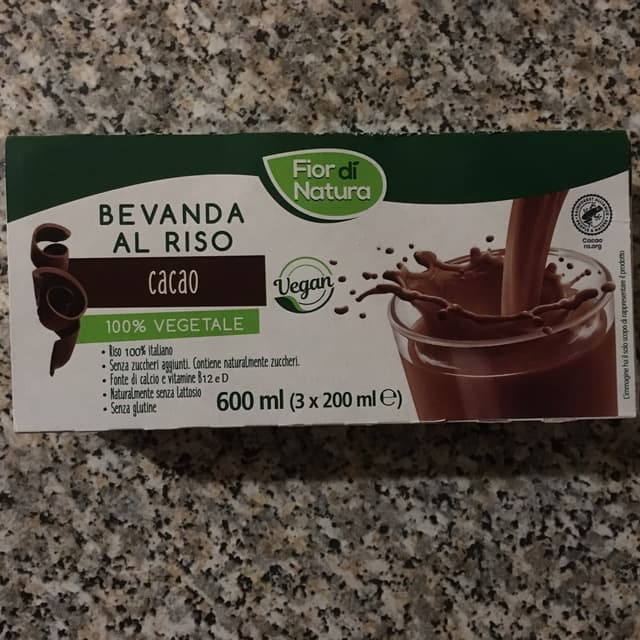 Fior di
Natura
BEVANDA
AL RISO
cacao
Vegan
100% VEGETALE
• Riso 100% italiano
• Senza zuccheri aggiunti. Contiene naturalmente zuccheri.
• Fonte di calcio e vitamine B12 e D
• Naturalmente senza lattosio
• Senza glutine
600 ml (3 x 200 ml ℮)
Cacao
ra.org
L'immagine ha il solo scopo di rappresentare il prodotto